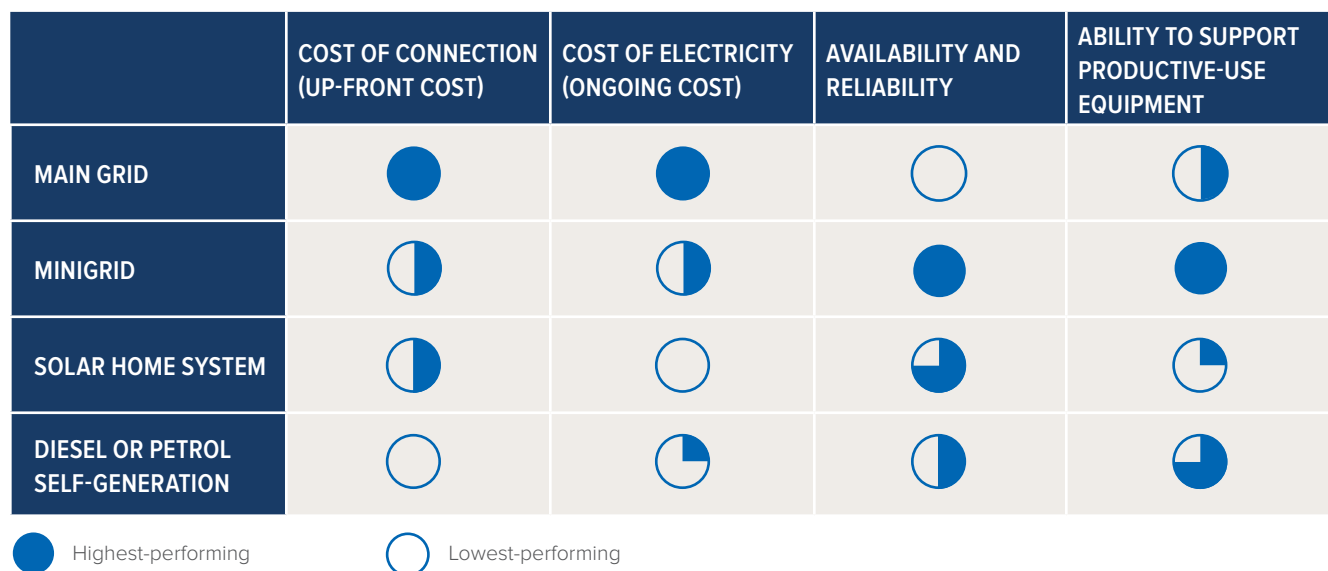 COST OF CONNECTION
(UP-FRONT COST)
COST OF ELECTRICITY
(ONGOING COST)
AVAILABILITY AND
RELIABILITY
ABILITY TO SUPPORT
PRODUCTIVE-USE
EQUIPMENT
MAIN GRID
MINIGRID
SOLAR HOME SYSTEM
DIESEL OR PETROL
SELF-GENERATION
Highest-performing
Lowest-performing